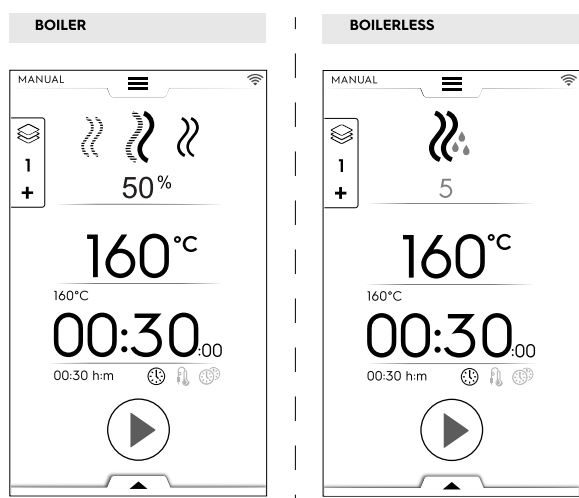 BOILER
MANUAL
1
+
50%
160°C
160°C
00:30:00
00:30 h:m
BOILERLESS
MANUAL
1
+
5
160°C
160°C
00:30:00
00:30 h:m